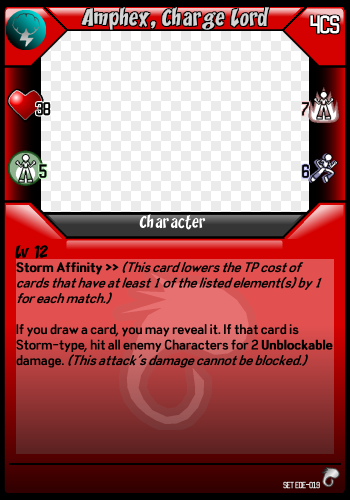 Amphex, Charge Lord
4CS
38
7
5
6
Character
Lv 12
Storm Affinity >> (This card lowers the TP cost of
cards that have at least 1 of the listed element(s) by 1
for each match.)
If you draw a card, you may reveal it. If that card is
Storm-type, hit all enemy Characters for 2 Unblockable
damage. (This attack's damage cannot be blocked.)
SET EDE-019